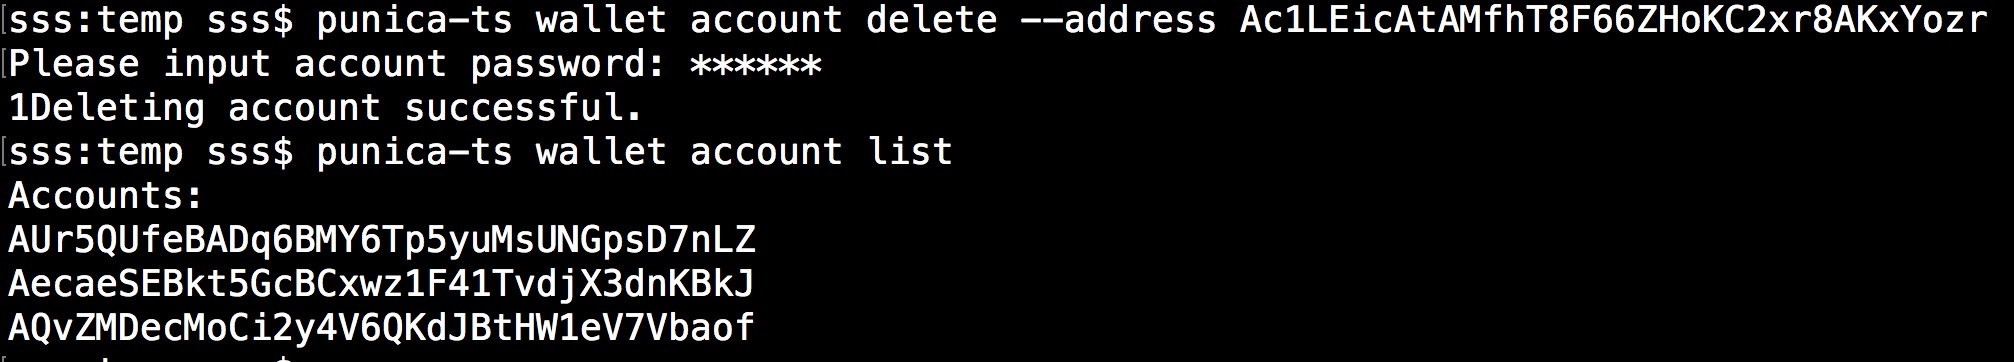 sss:temp sss$ punica-ts wallet account delete --address Ac1LEicAtAMfhT8F66ZHoKC2xr8AKxYozr
Please input account password: ******
1Deleting account successful.
sss:temp sss$ punica-ts wallet account list
Accounts:
AUr5QUfeBADq6BMY6Tp5yuMsUNGpsD7nLZ
AecaeSEBkt5GcBCxwz1F41TvdjX3dnKBkJ
AQvZMDecMoCi2y4V6QKdJBtHW1eV7Vbaof